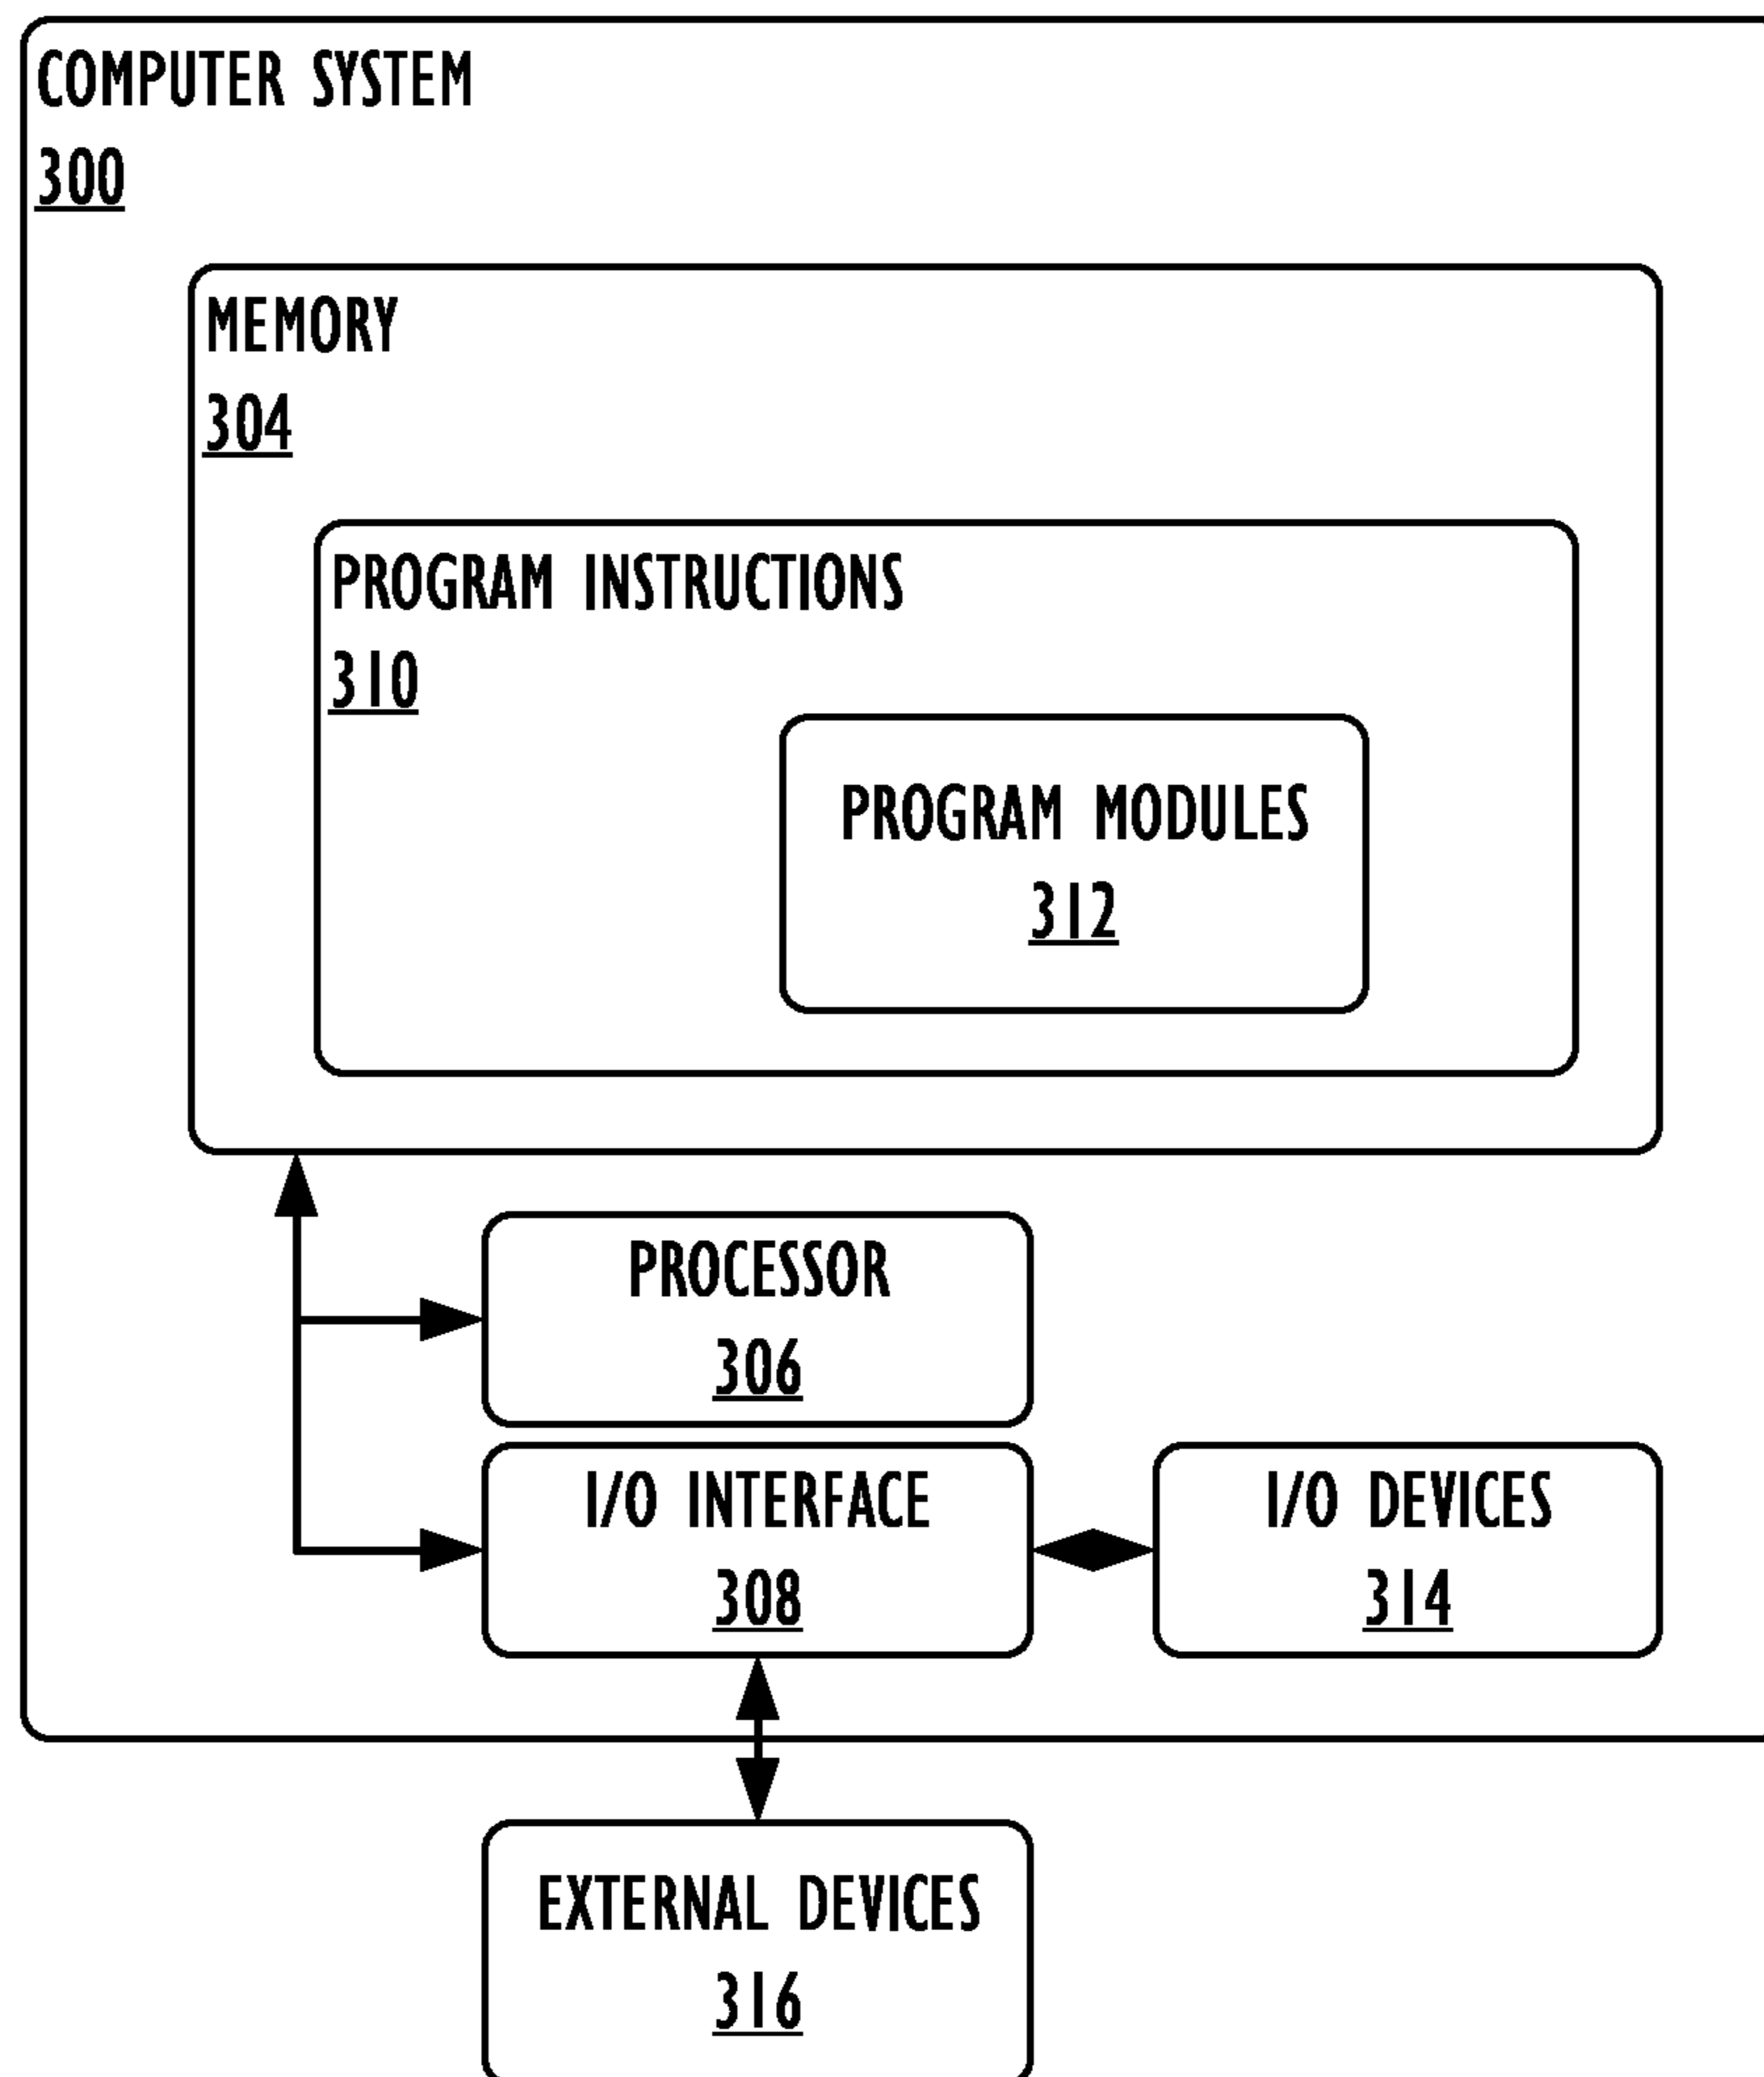 COMPUTER SYSTEM
300
MEMORY
304
PROGRAM INSTRUCTIONS
310
PROGRAM MODULES
312
PROCESSOR
306
I/O INTERFACE
308
I/O DEVICES
314
EXTERNAL DEVICES
316